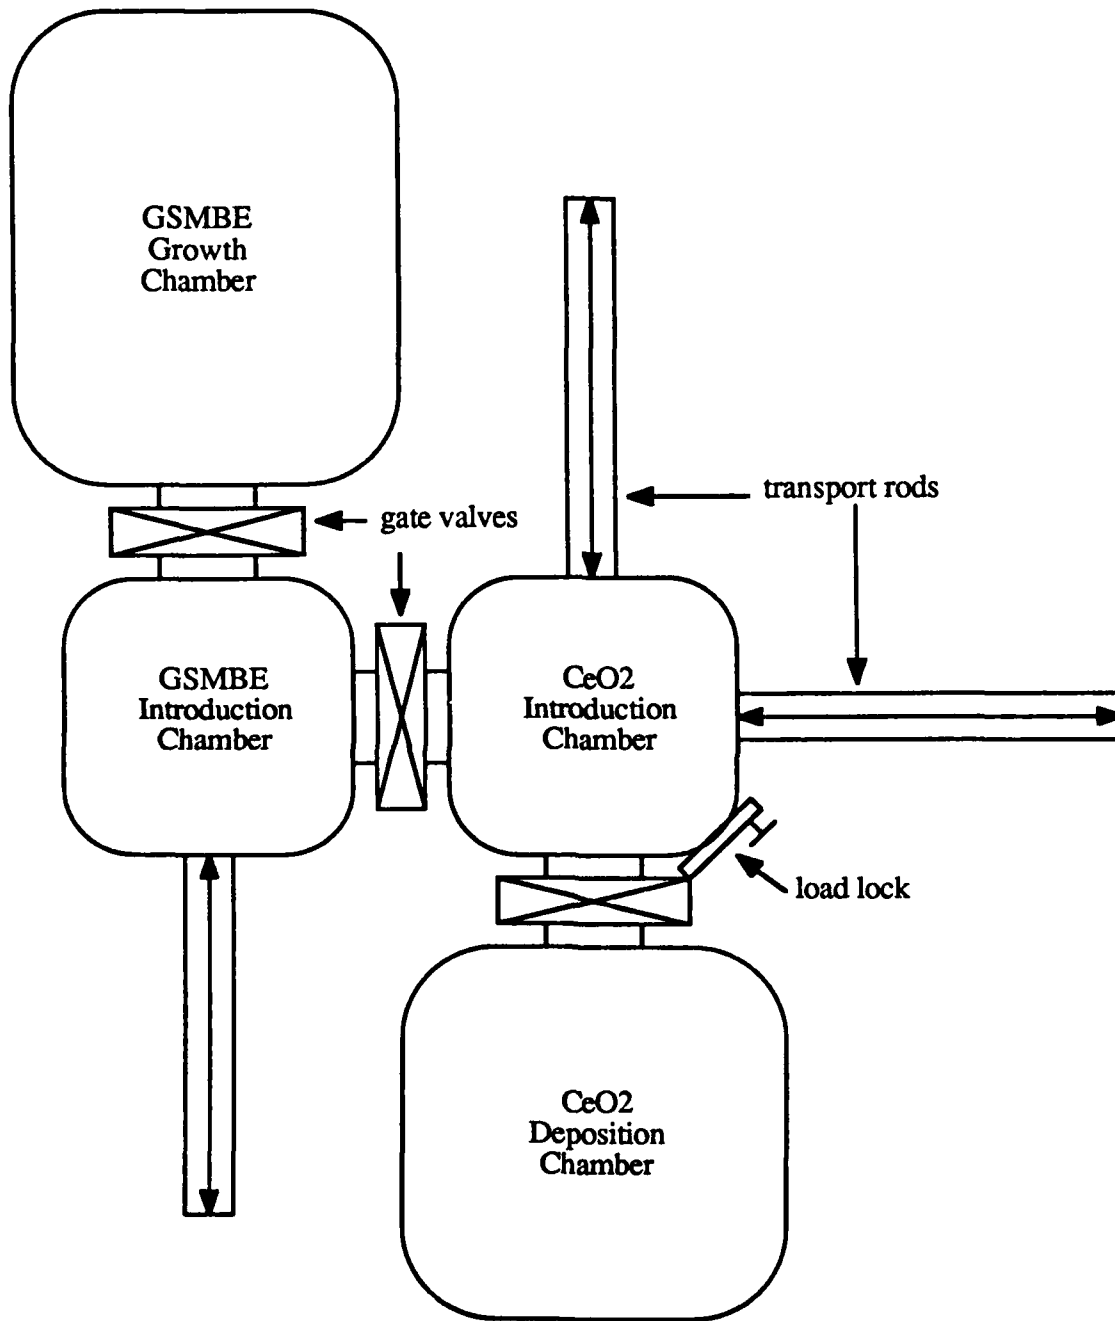 GSMBE
Growth
Chamber
transport rods
gate valves
GSMBE
Introduction
Chamber
CeO2
Introduction
Chamber
load lock
CeO2
Deposition
Chamber